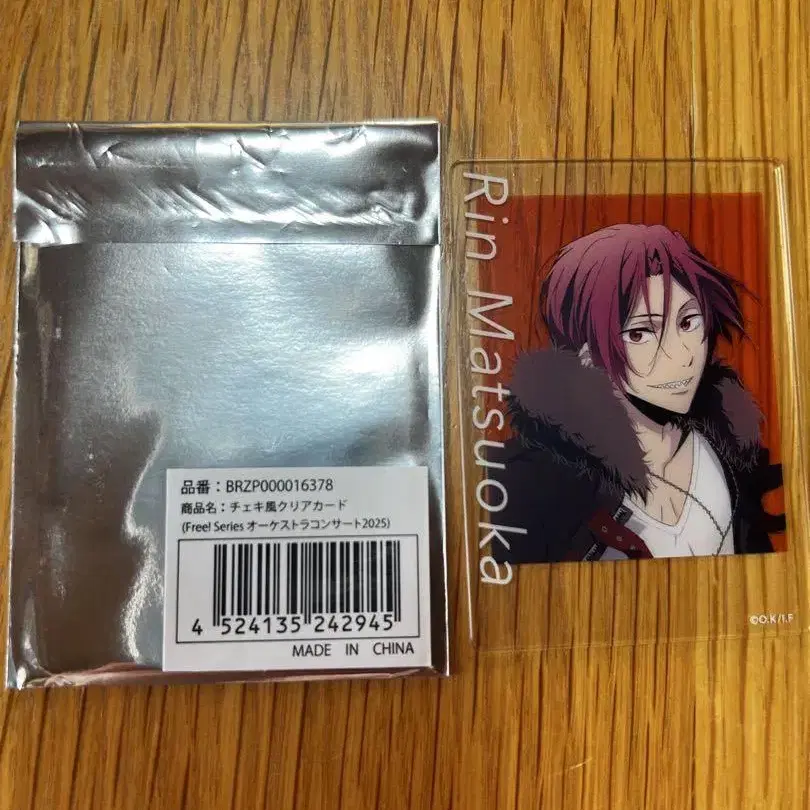 品番：BRZP000016378
商品名：チェキ風クリアカード
(Free! Series オーケストラコンサート2025)
4 524135 242945
MADE IN CHINA
Rin Matsuoka
©O.K/I.F